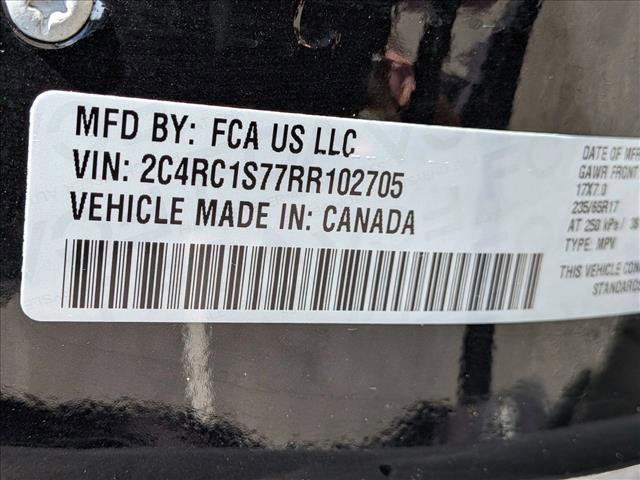 MFD BY: FCA US LLC
VIN: 2C4RC1S77RR102705
VEHICLE MADE IN: CANADA
DATE OF MFR
GAWR FRONT
17X7.0
235/65R17
AT 250 kPa / 36
TYPE: MPV
THIS VEHICLE CON
STANDARDS